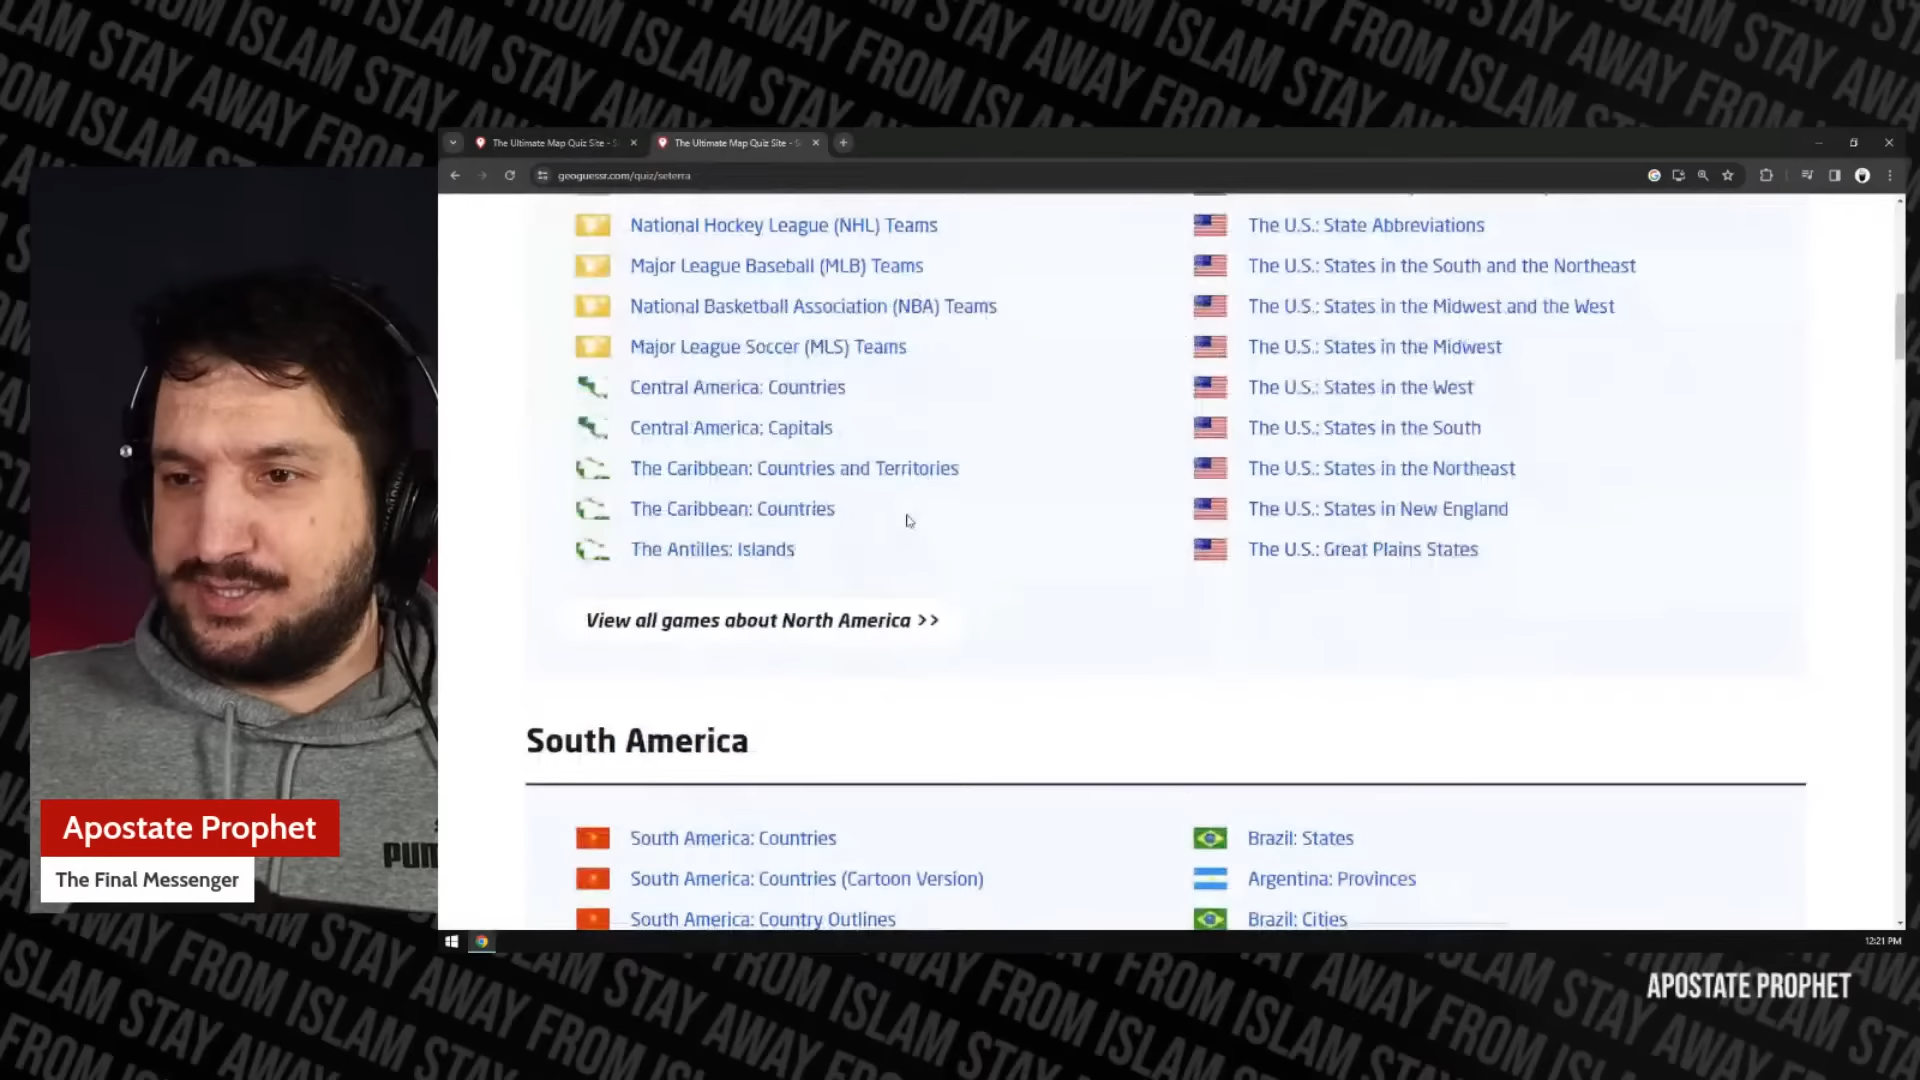 The Ultimate Map Quiz Site - S
The Ultimate Map Quiz Site - S
geoguessr.com/quiz/seterra
National Hockey League (NHL) Teams
Major League Baseball (MLB) Teams
National Basketball Association (NBA) Teams
Major League Soccer (MLS) Teams
Central America: Countries
Central America: Capitals
The Caribbean: Countries and Territories
The Caribbean: Countries
The Antilles: Islands
The U.S.: State Abbreviations
The U.S.: States in the South and the Northeast
The U.S.: States in the Midwest and the West
The U.S.: States in the Midwest
The U.S.: States in the West
The U.S.: States in the South
The U.S.: States in the Northeast
The U.S.: States in New England
The U.S.: Great Plains States
View all games about North America >>
South America
South America: Countries
South America: Countries (Cartoon Version)
South America: Country Outlines
Brazil: States
Argentina: Provinces
Brazil: Cities
12:21 PM
Apostate Prophet
The Final Messenger
PUM
APOSTATE PROPHET
STAY AWAY FROM ISLAM